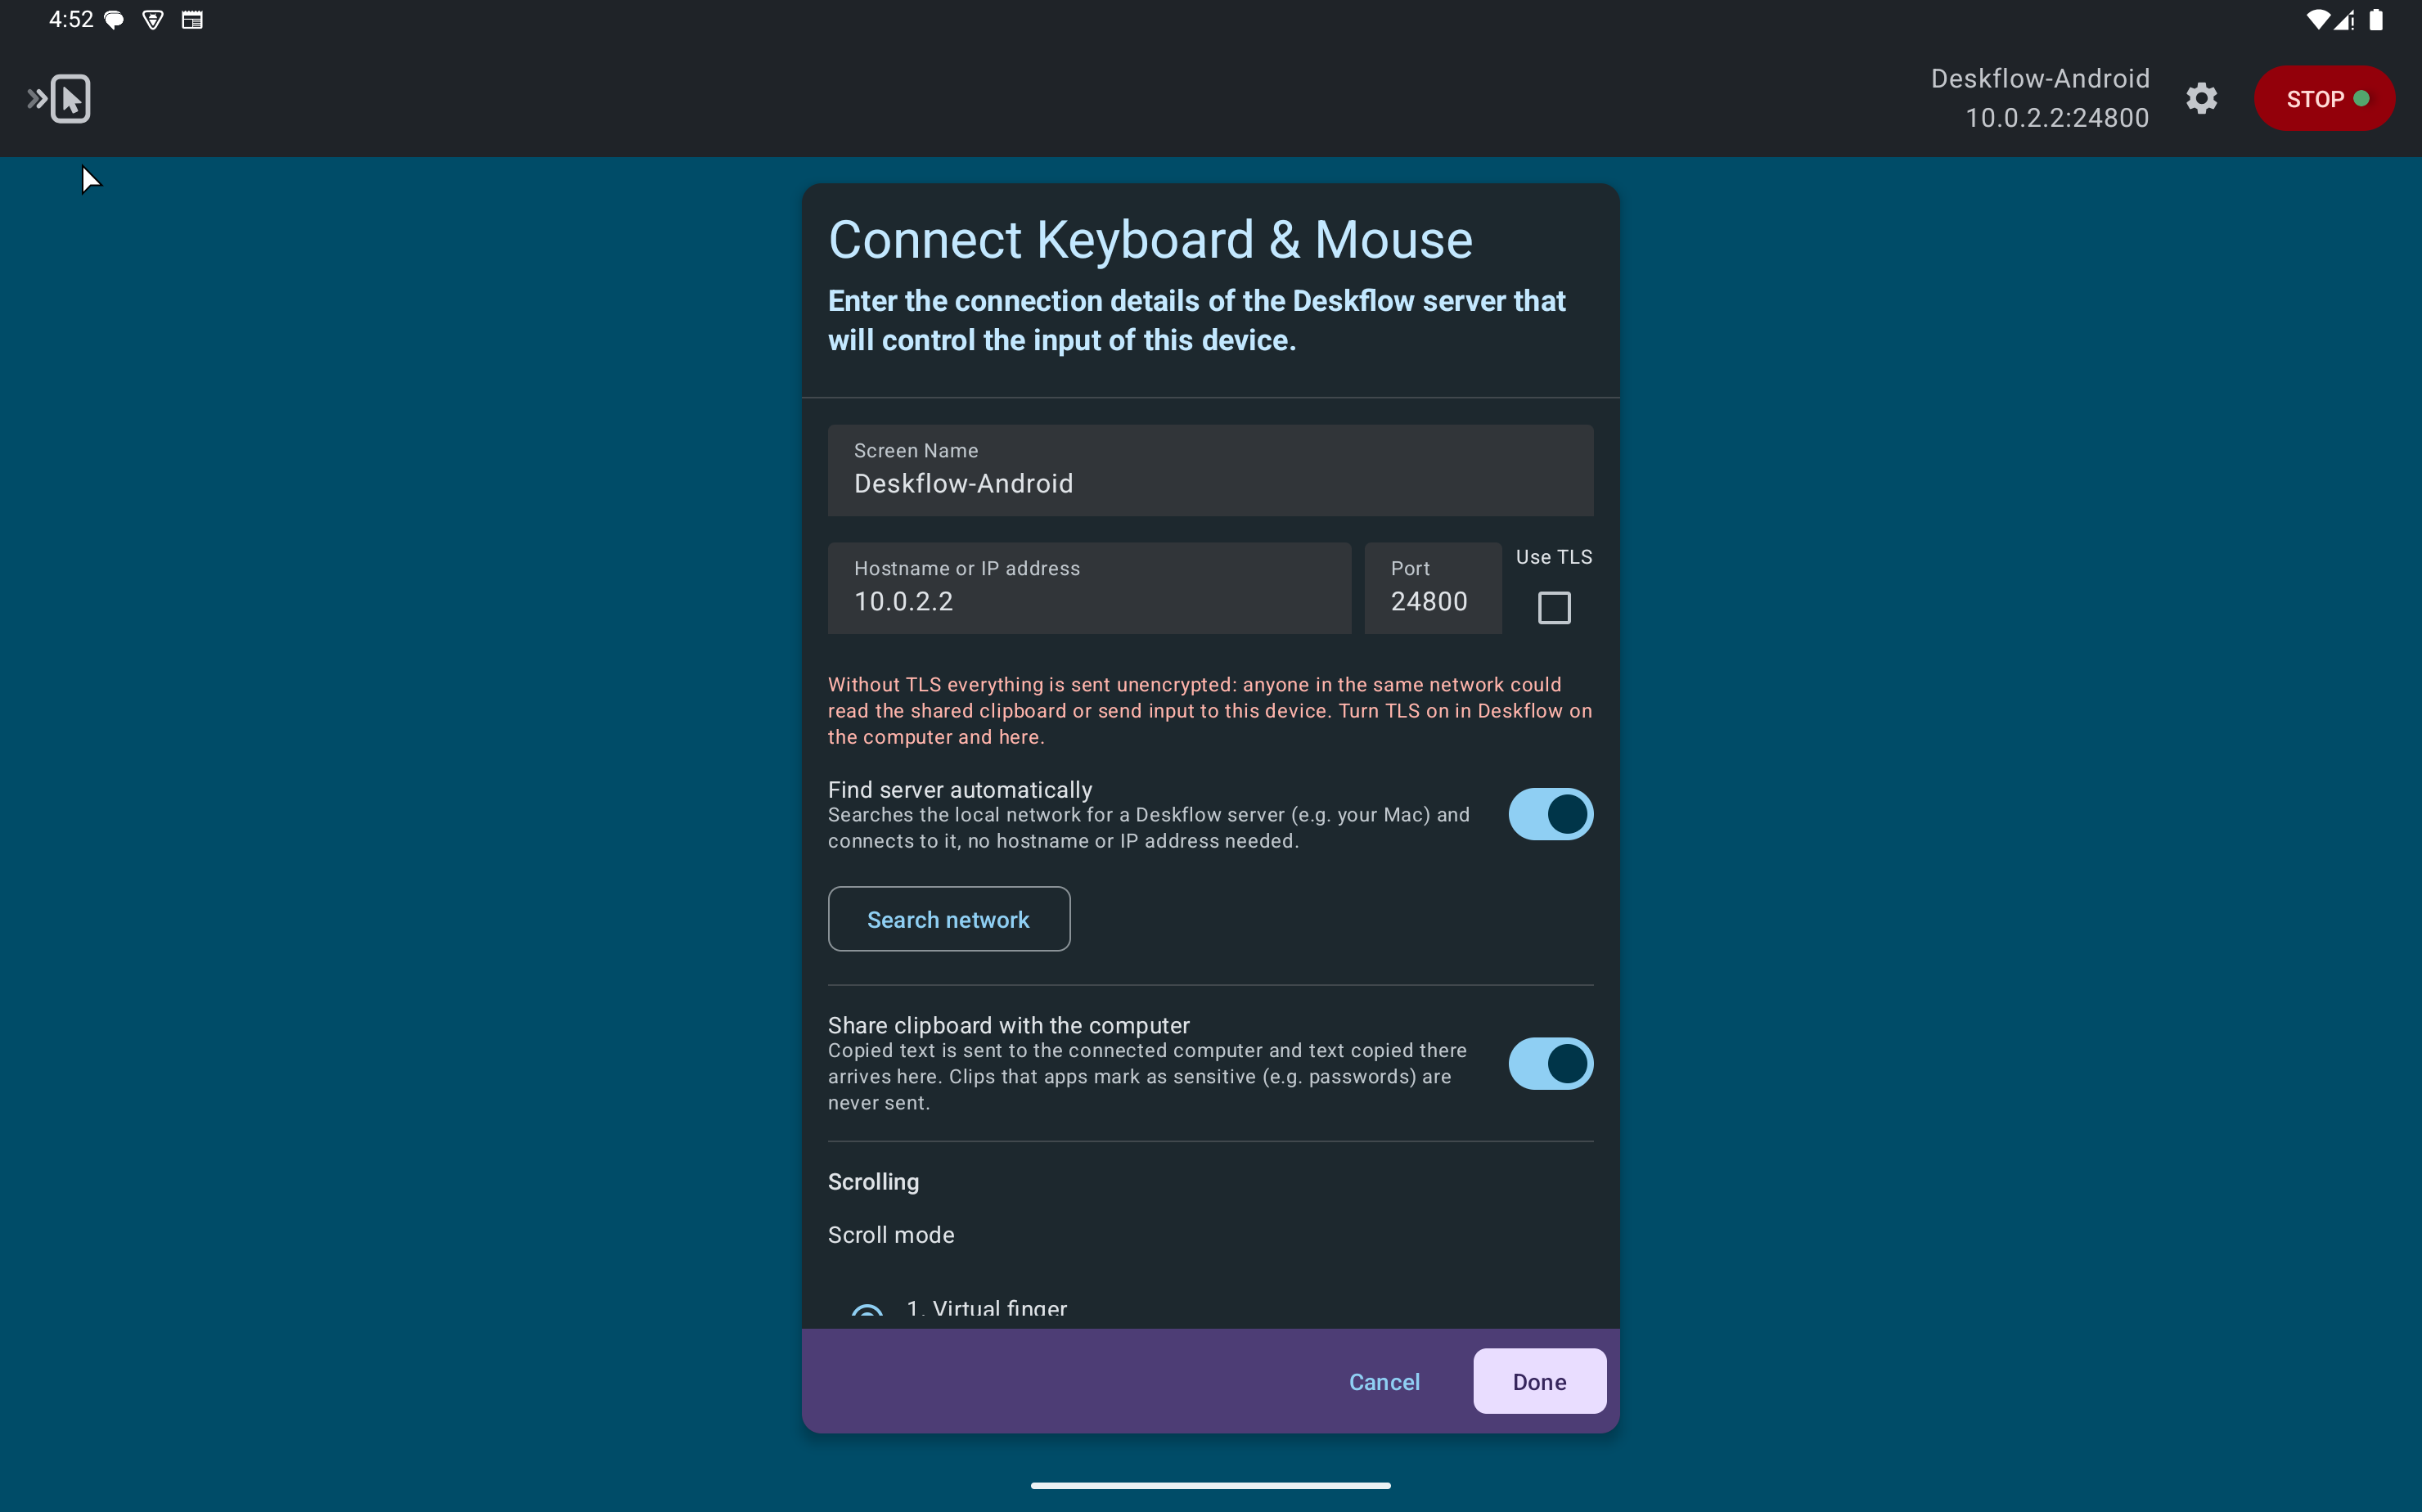 4:52
Deskflow-Android
10.0.2.2:24800
STOP
Connect Keyboard & Mouse
Enter the connection details of the Deskflow server that
will control the input of this device.
Screen Name
Deskflow-Android
Hostname or IP address
10.0.2.2
Port
24800
Use TLS
Without TLS everything is sent unencrypted: anyone in the same network could
read the shared clipboard or send input to this device. Turn TLS on in Deskflow on
the computer and here.
Find server automatically
Searches the local network for a Deskflow server (e.g. your Mac) and
connects to it, no hostname or IP address needed.
Search network
Share clipboard with the computer
Copied text is sent to the connected computer and text copied there
arrives here. Clips that apps mark as sensitive (e.g. passwords) are
never sent.
Scrolling
Scroll mode
1. Virtual finger
Cancel
Done